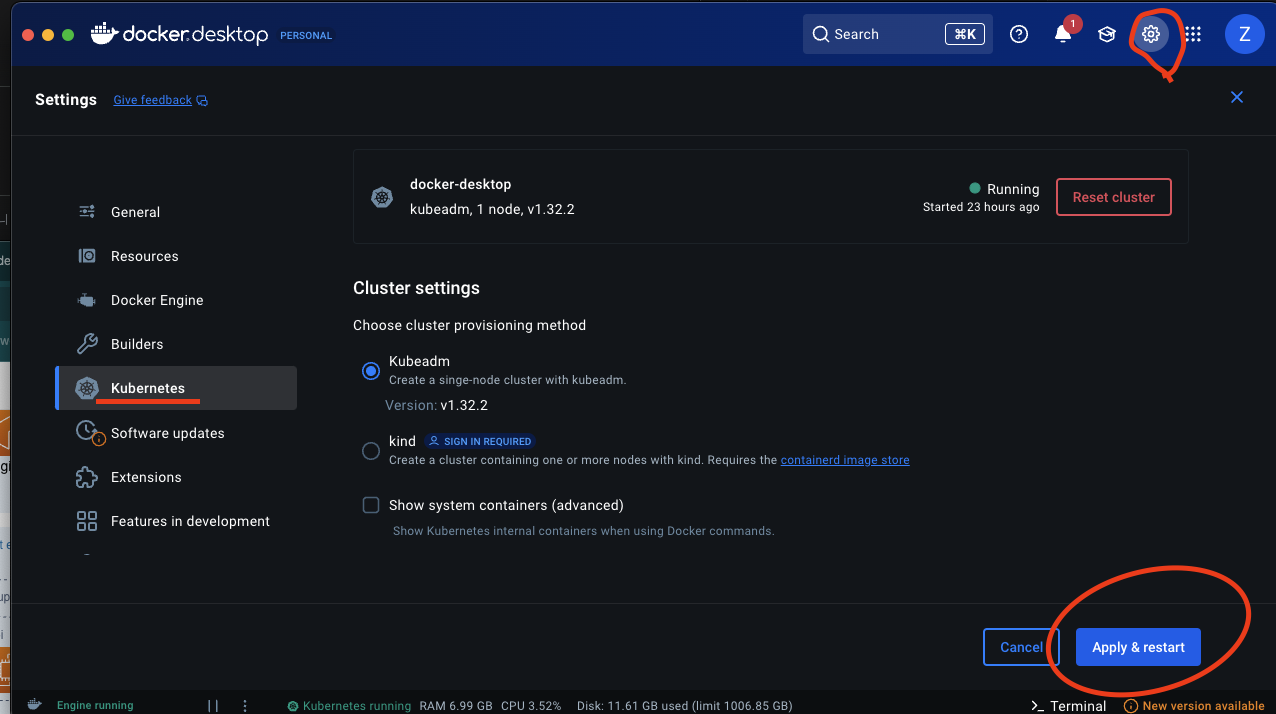 docker.desktop PERSONAL Search ⌘K 1 Z
Settings Give feedback
docker-desktop
kubeadm, 1 node, v1.32.2
Running
Started 23 hours ago
Reset cluster
General
Resources
Docker Engine
Builders
Kubernetes
Software updates
Extensions
Features in development
Cluster settings
Choose cluster provisioning method
Kubeadm
Create a singe-node cluster with kubeadm.
Version: v1.32.2
kind SIGN IN REQUIRED
Create a cluster containing one or more nodes with kind. Requires the containerd image store
Show system containers (advanced)
Show Kubernetes internal containers when using Docker commands.
Cancel Apply & restart
Engine running Kubernetes running RAM 6.99 GB CPU 3.52% Disk: 11.61 GB used (limit 1006.85 GB) Terminal New version available